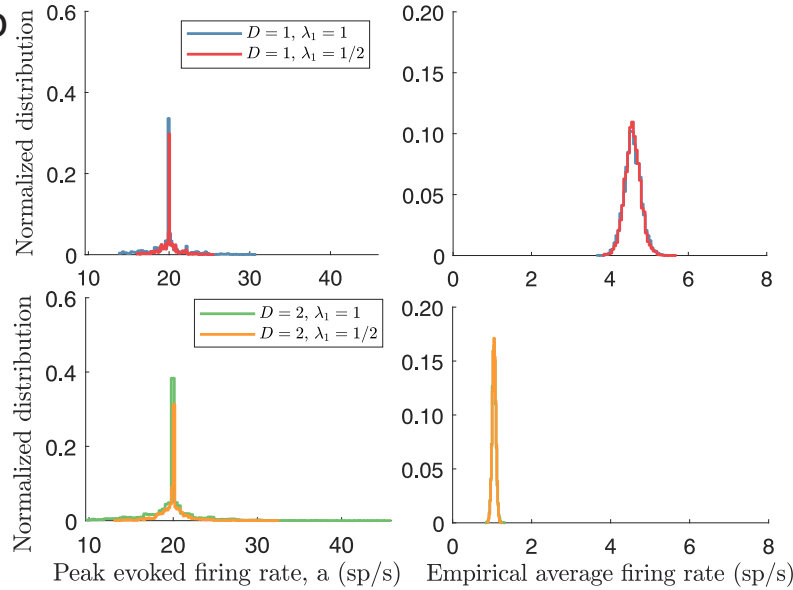 D = 1, λ₁ = 1
D = 1, λ₁ = 1/2
Normalized distribution
0.6
0.4
0.2
0
10 20 30 40
0.20
0.15
0.10
0.05
0
0 2 4 6 8
D = 2, λ₁ = 1
D = 2, λ₁ = 1/2
Normalized distribution
0.6
0.4
0.2
0
10 20 30 40
Peak evoked firing rate, a (sp/s)
0.20
0.15
0.10
0.05
0
0 2 4 6 8
Empirical average firing rate (sp/s)